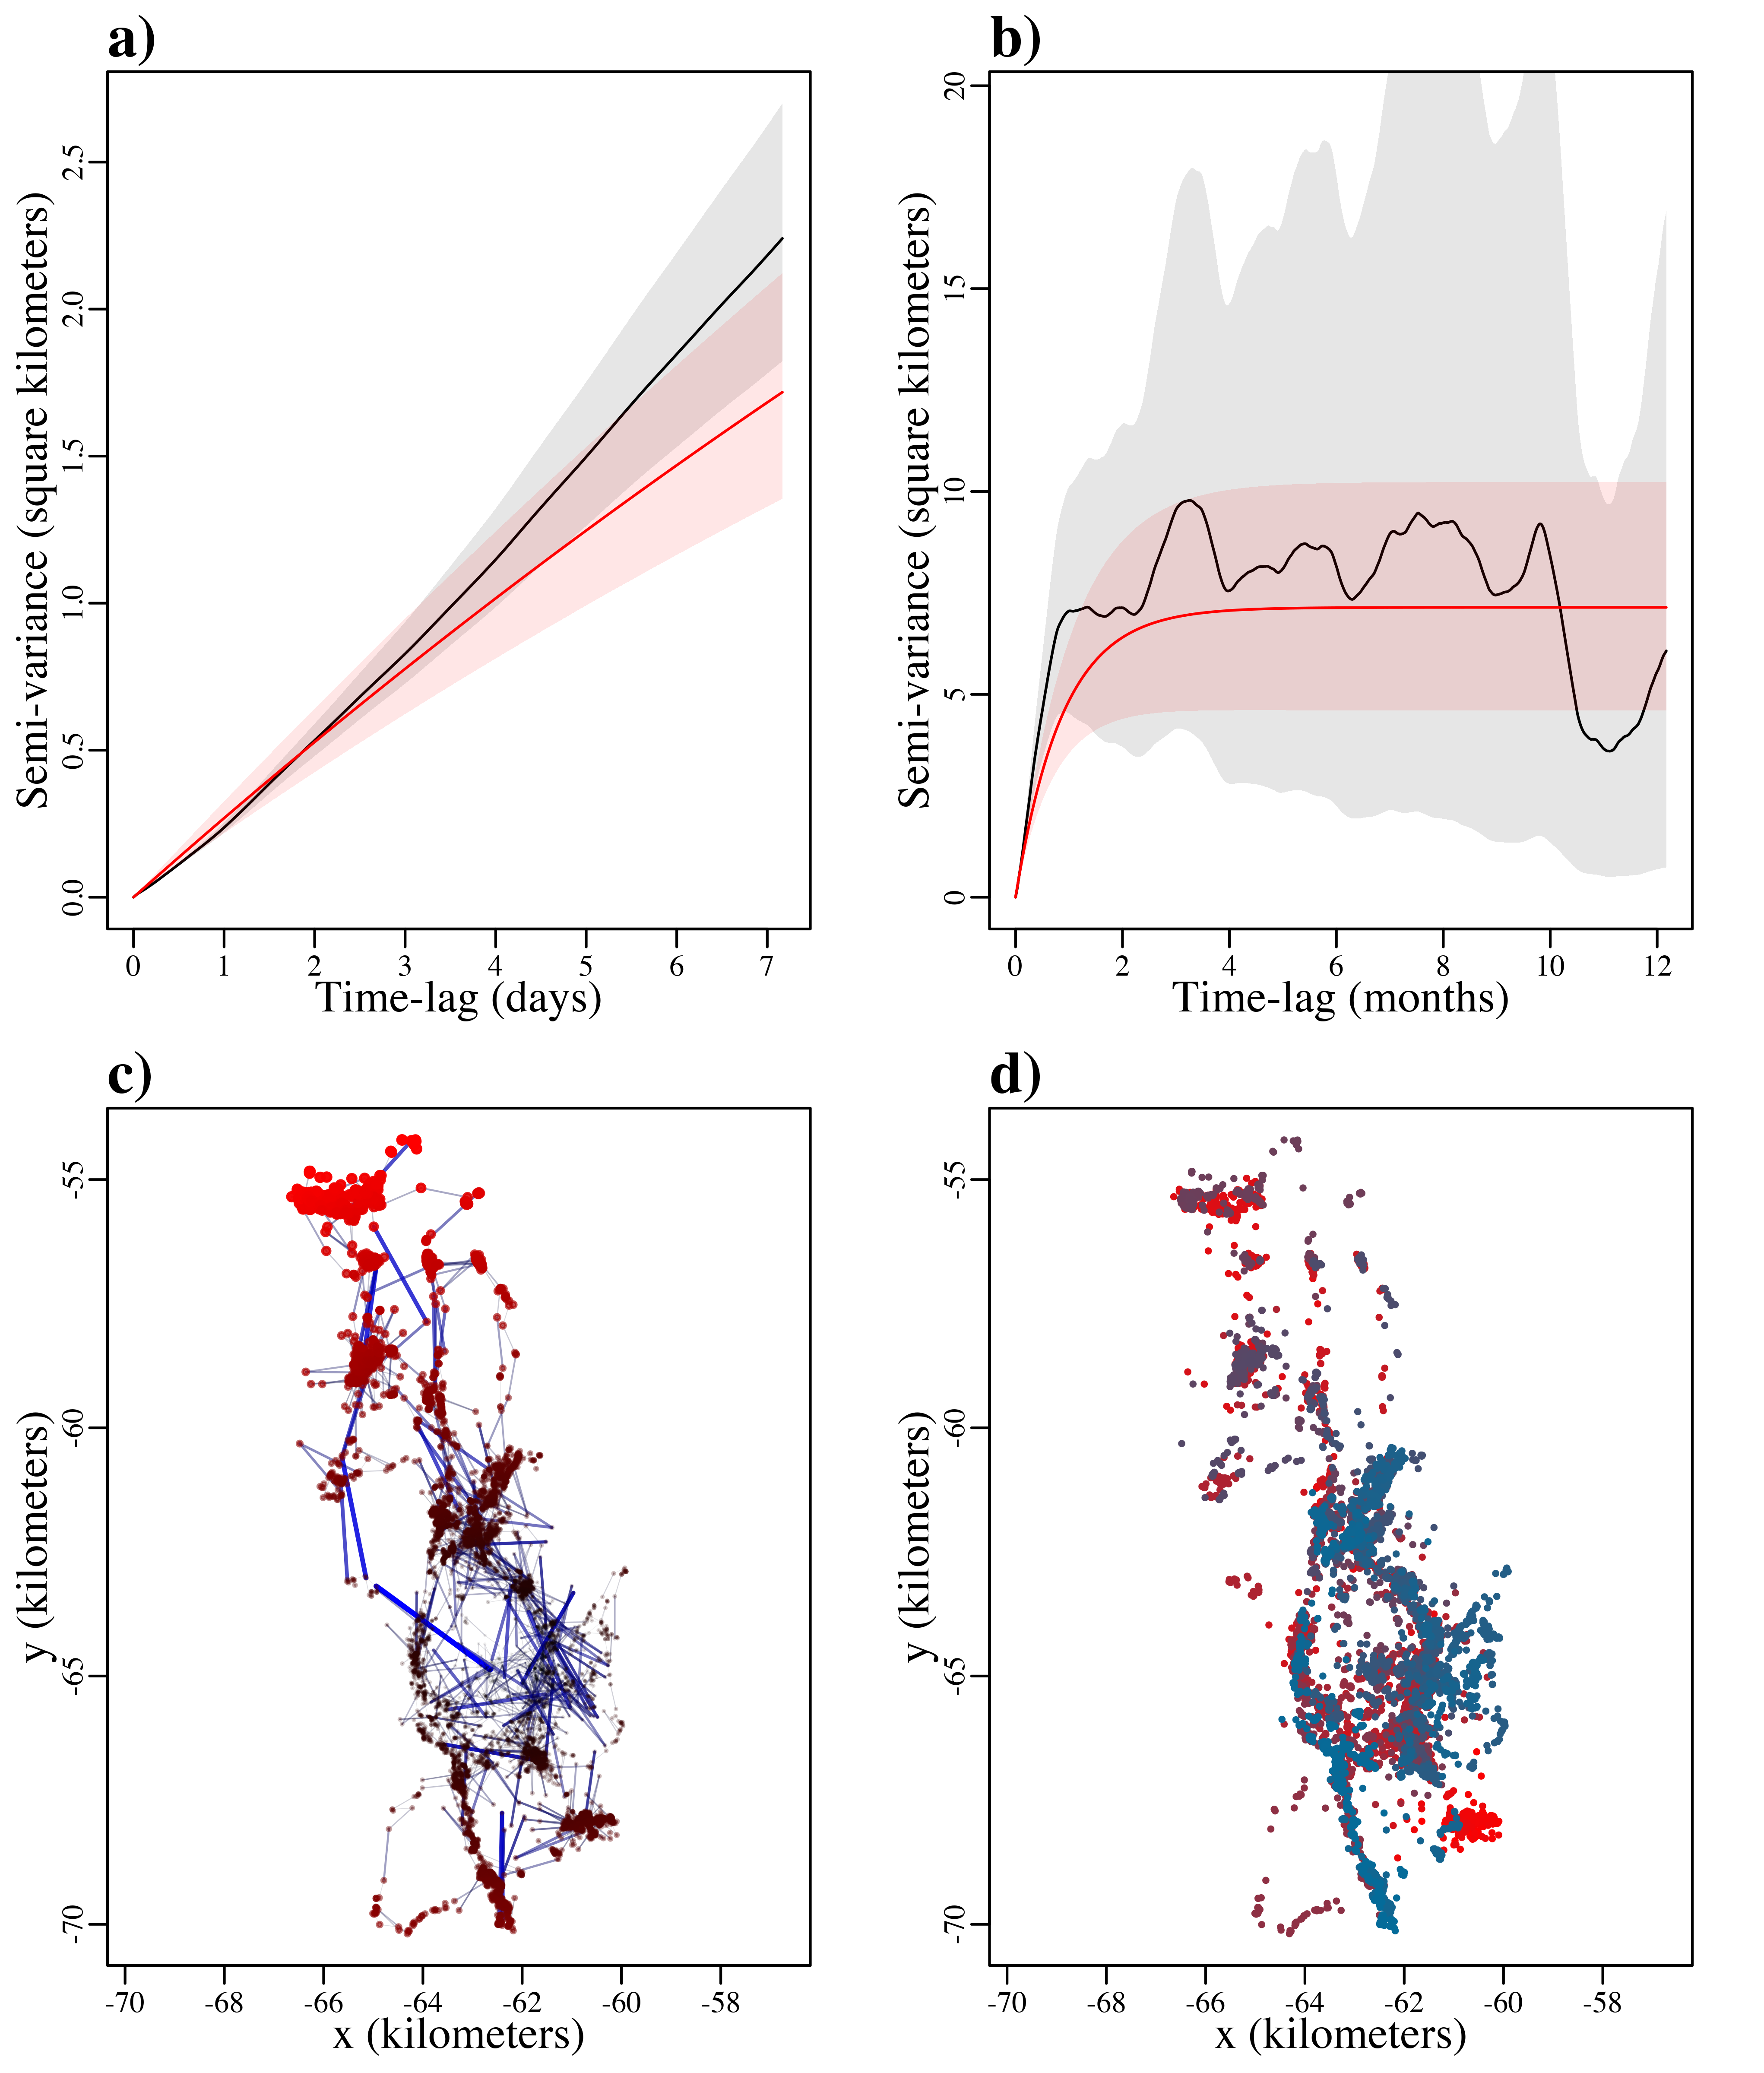 a)
Semi-variance (square kilometers)
0.0 0.5 1.0 1.5 2.0 2.5
0 1 2 3 4 5 6 7
Time-lag (days)
b)
Semi-variance (square kilometers)
0 5 10 15 20
0 2 4 6 8 10 12
Time-lag (months)
c)
y (kilometers)
-70 -65 -60 -55
-70 -68 -66 -64 -62 -60 -58
x (kilometers)
d)
y (kilometers)
-70 -65 -60 -55
-70 -68 -66 -64 -62 -60 -58
x (kilometers)